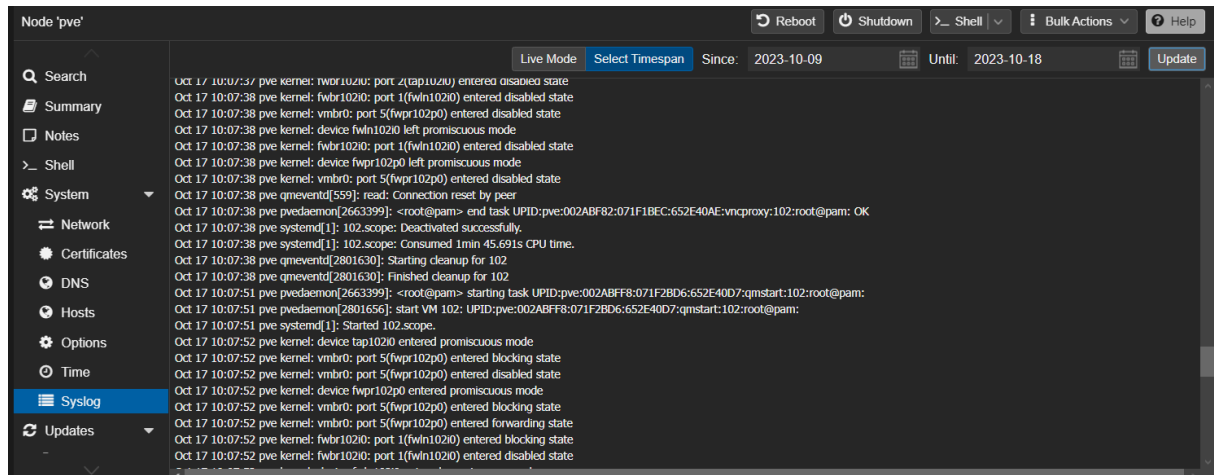 Node 'pve'
Reboot
Shutdown
>_ Shell
Bulk Actions
Help
Live Mode
Select Timespan
Since:
2023-10-09
Until:
2023-10-18
Update
Search
Summary
Notes
>_ Shell
System
Network
Certificates
DNS
Hosts
Options
Time
Syslog
Updates
Oct 17 10:07:37 pve kernel: fwbr102i0: port 2(tap102i0) entered disabled state
Oct 17 10:07:38 pve kernel: fwbr102i0: port 1(fwln102i0) entered disabled state
Oct 17 10:07:38 pve kernel: vmbr0: port 5(fwpr102p0) entered disabled state
Oct 17 10:07:38 pve kernel: device fwln102i0 left promiscuous mode
Oct 17 10:07:38 pve kernel: fwbr102i0: port 1(fwln102i0) entered disabled state
Oct 17 10:07:38 pve kernel: device fwpr102p0 left promiscuous mode
Oct 17 10:07:38 pve kernel: vmbr0: port 5(fwpr102p0) entered disabled state
Oct 17 10:07:38 pve qmeventd[559]: read: Connection reset by peer
Oct 17 10:07:38 pve pvedaemon[2663399]: <root@pam> end task UPID:pve:002ABF82:071F1BEC:652E40AE:vncproxy:102:root@pam: OK
Oct 17 10:07:38 pve systemd[1]: 102.scope: Deactivated successfully.
Oct 17 10:07:38 pve systemd[1]: 102.scope: Consumed 1min 45.691s CPU time.
Oct 17 10:07:38 pve qmeventd[2801630]: Starting cleanup for 102
Oct 17 10:07:38 pve qmeventd[2801630]: Finished cleanup for 102
Oct 17 10:07:51 pve pvedaemon[2663399]: <root@pam> starting task UPID:pve:002ABFF8:071F2BD6:652E40D7:qmstart:102:root@pam:
Oct 17 10:07:51 pve pvedaemon[2801656]: start VM 102: UPID:pve:002ABFF8:071F2BD6:652E40D7:qmstart:102:root@pam:
Oct 17 10:07:51 pve systemd[1]: Started 102.scope.
Oct 17 10:07:52 pve kernel: device tap102i0 entered promiscuous mode
Oct 17 10:07:52 pve kernel: vmbr0: port 5(fwpr102p0) entered blocking state
Oct 17 10:07:52 pve kernel: vmbr0: port 5(fwpr102p0) entered disabled state
Oct 17 10:07:52 pve kernel: device fwpr102p0 entered promiscuous mode
Oct 17 10:07:52 pve kernel: vmbr0: port 5(fwpr102p0) entered blocking state
Oct 17 10:07:52 pve kernel: vmbr0: port 5(fwpr102p0) entered forwarding state
Oct 17 10:07:52 pve kernel: fwbr102i0: port 1(fwln102i0) entered blocking state
Oct 17 10:07:52 pve kernel: fwbr102i0: port 1(fwln102i0) entered disabled state